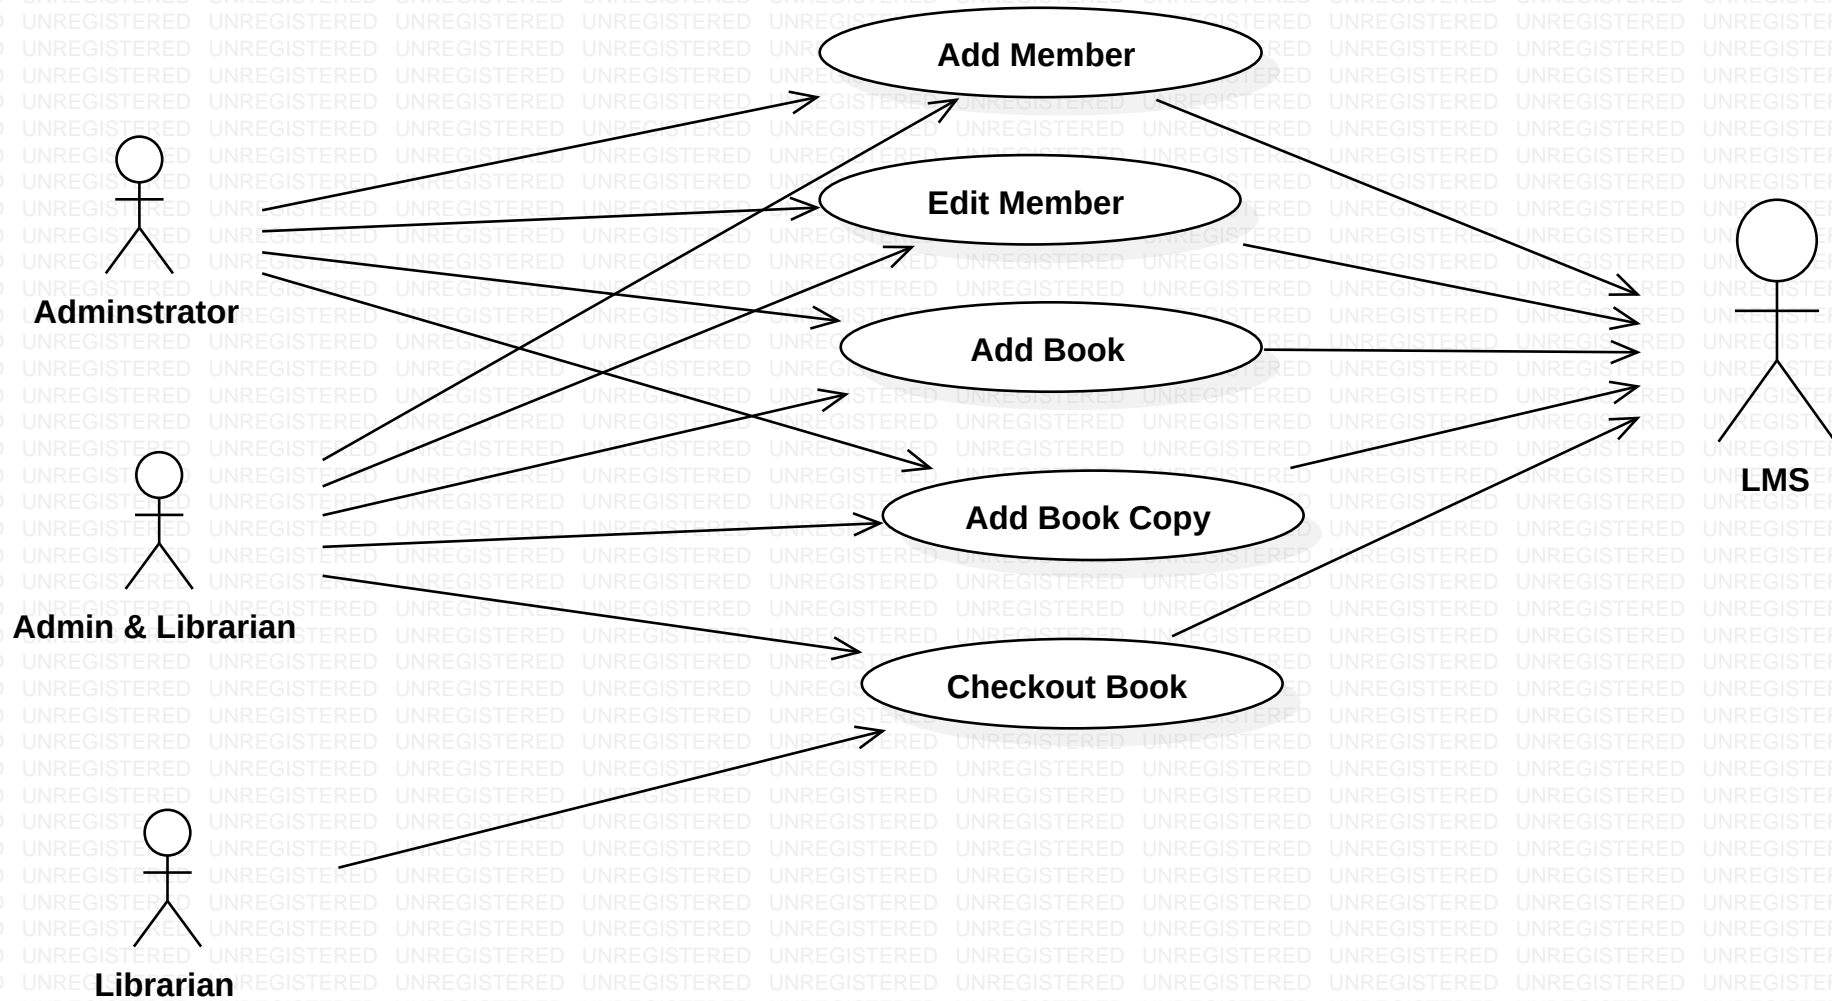 Add Member
Edit Member
Adminstrator
Add Book
LMS
Add Book Copy
Admin & Librarian
Checkout Book
Librarian
UNREGISTERED